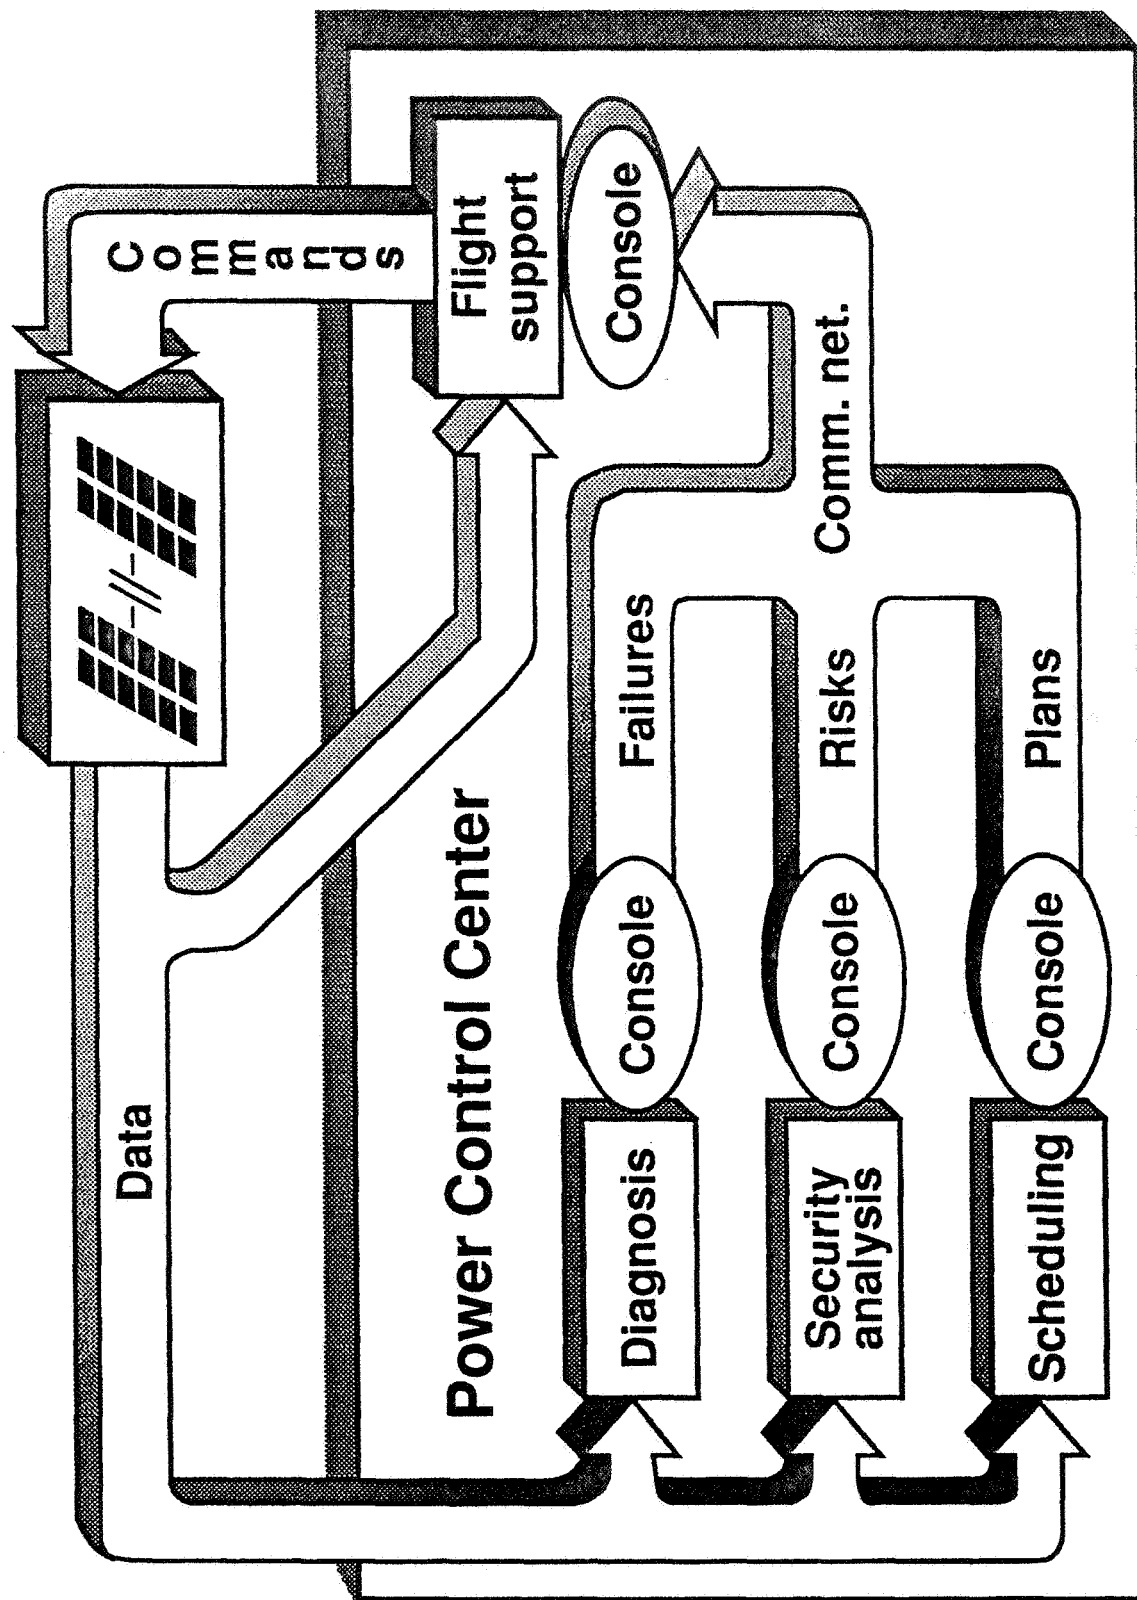 Data
Commands
Power Control Center
Flight
support
Console
Diagnosis
Console
Failures
Security
analysis
Console
Risks
Comm. net.
Scheduling
Console
Plans